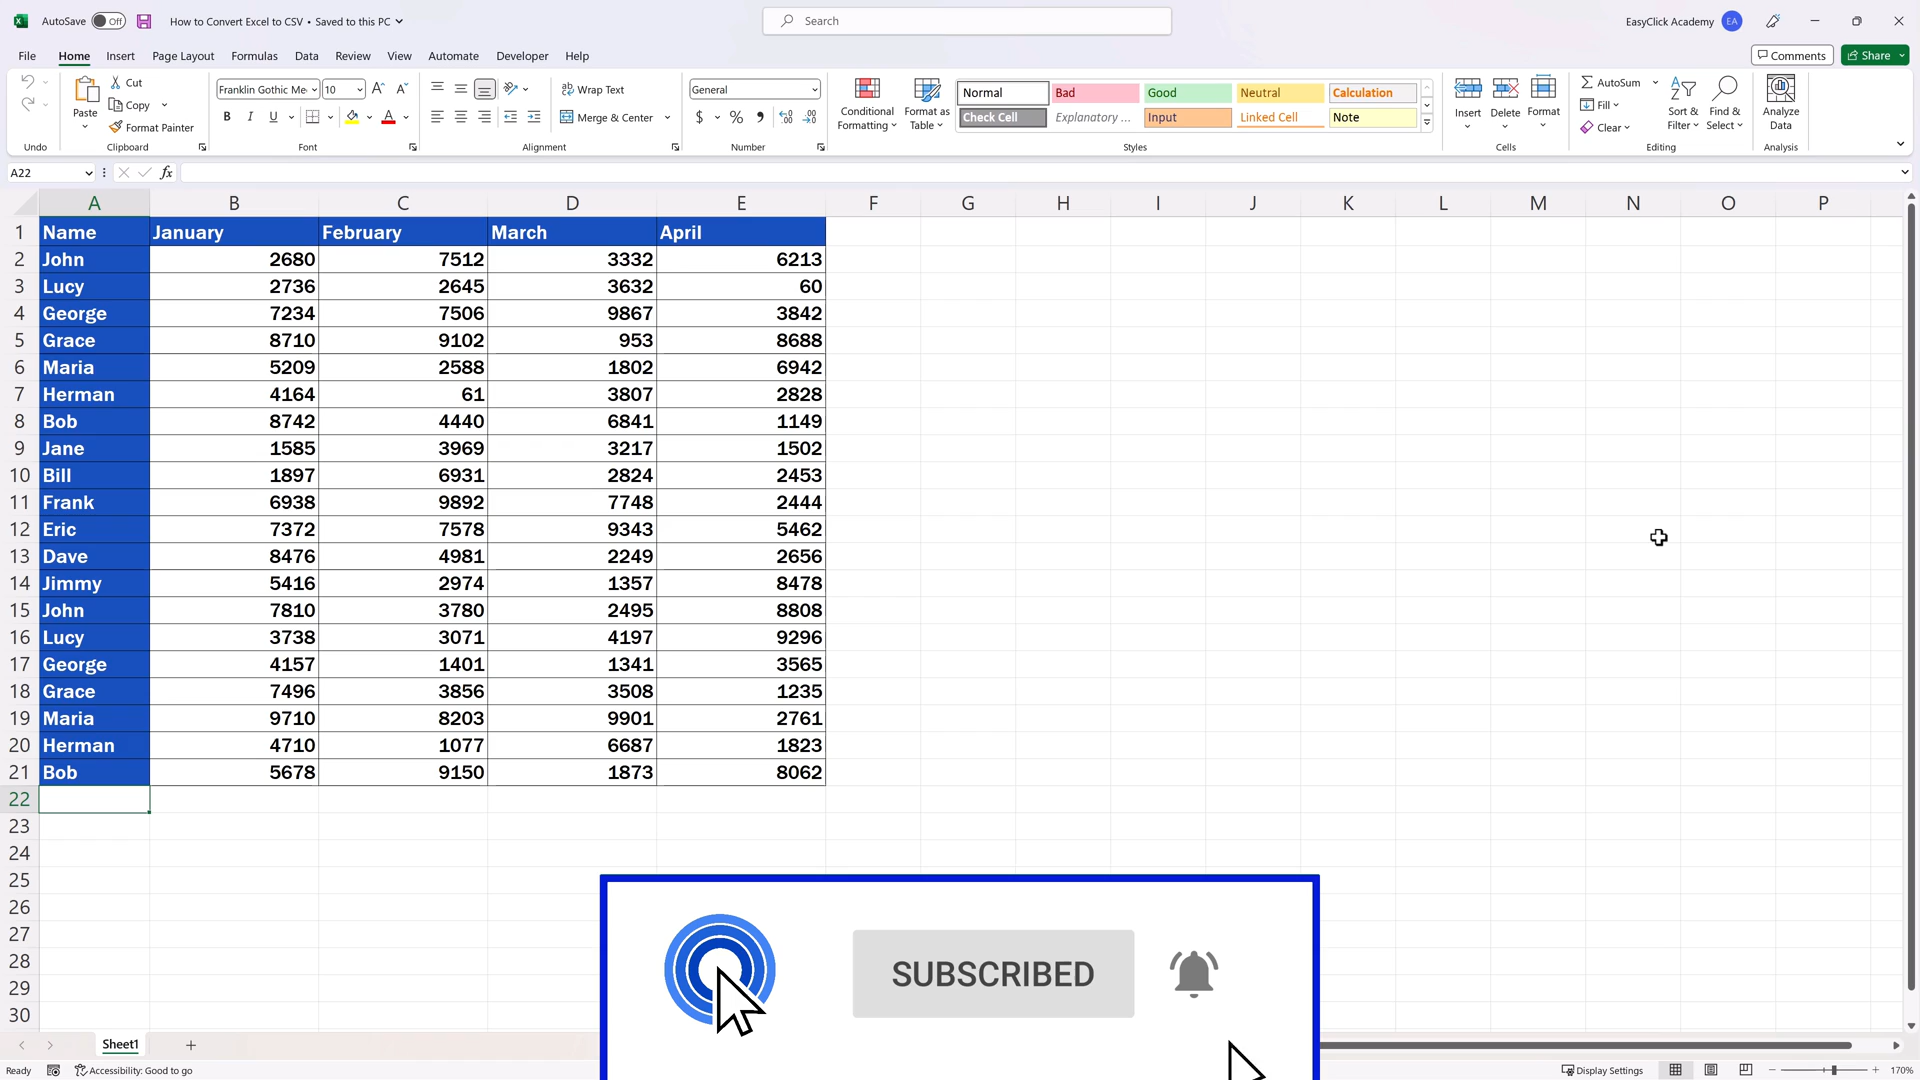 AutoSave Off How to Convert Excel to CSV • Saved to this PC Search EasyClick Academy EA
File Home Insert Page Layout Formulas Data Review View Automate Developer Help Comments Share
Paste Cut Copy Format Painter
Franklin Gothic Me 10
B I U
Wrap Text
Merge & Center
General
$ % ,
Conditional Formatting
Format as Table
Normal Bad Good Neutral Calculation
Check Cell Explanatory ... Input Linked Cell Note
Insert Delete Format
AutoSum Fill Clear
Sort & Filter
Find & Select
Analyze Data
Undo Clipboard Font Alignment Number Styles Cells Editing Analysis
A22 fx
A B C D E F G H I J K L M N O P
1 Name January February March April
2 John 2680 7512 3332 6213
3 Lucy 2736 2645 3632 60
4 George 7234 7506 9867 3842
5 Grace 8710 9102 953 8688
6 Maria 5209 2588 1802 6942
7 Herman 4164 61 3807 2828
8 Bob 8742 4440 6841 1149
9 Jane 1585 3969 3217 1502
10 Bill 1897 6931 2824 2453
11 Frank 6938 9892 7748 2444
12 Eric 7372 7578 9343 5462
13 Dave 8476 4981 2249 2656
14 Jimmy 5416 2974 1357 8478
15 John 7810 3780 2495 8808
16 Lucy 3738 3071 4197 9296
17 George 4157 1401 1341 3565
18 Grace 7496 3856 3508 1235
19 Maria 9710 8203 9901 2761
20 Herman 4710 1077 6687 1823
21 Bob 5678 9150 1873 8062
22
23
24
25
26
27
28
29
30
SUBSCRIBED
Sheet1
Ready Accessibility: Good to go Display Settings 170%